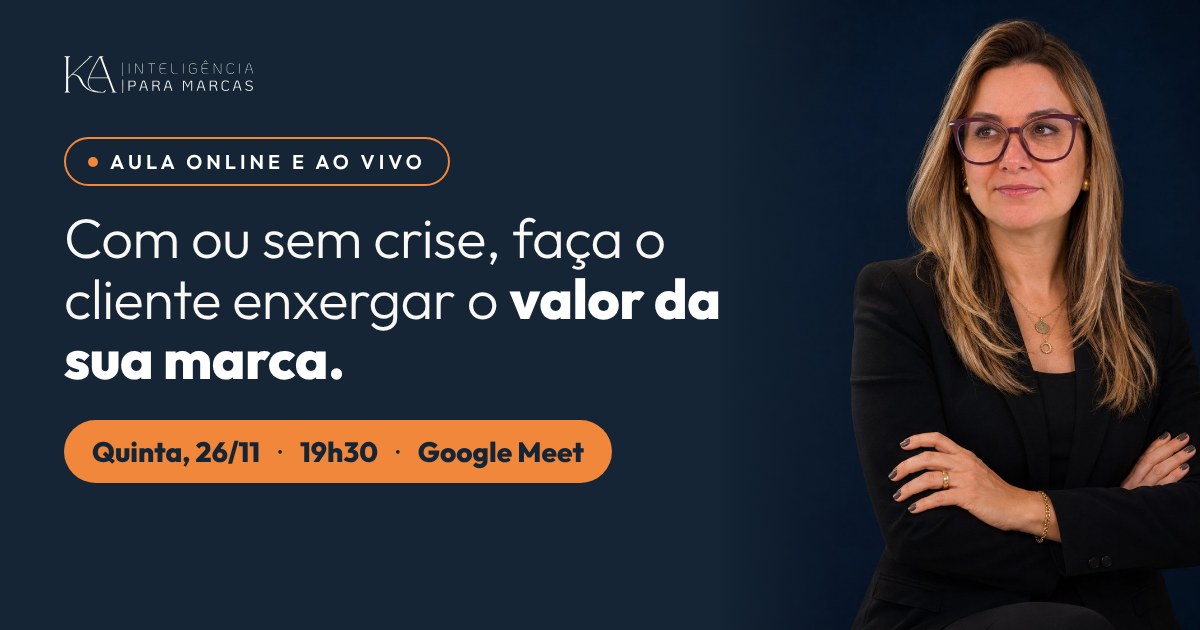 KA
INTELIGÊNCIA
PARA MARCAS
AULA ONLINE E AO VIVO
Com ou sem crise, faça o
cliente enxergar o valor da
sua marca.
Quinta, 26/11 · 19h30 · Google Meet